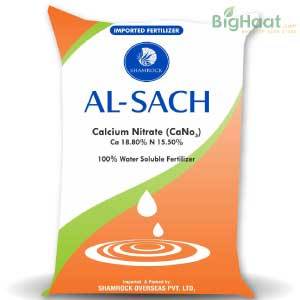 BigHaat
IMPORTED FERTILIZER
SHAMROCK
AL-SACH
Calcium Nitrate (CaNo₃)
Ca 18.80% N 15.50%
100% Water Soluble Fertilizer
Imported & Packed by
SHAMROCK OVERSEAS PVT. LTD.